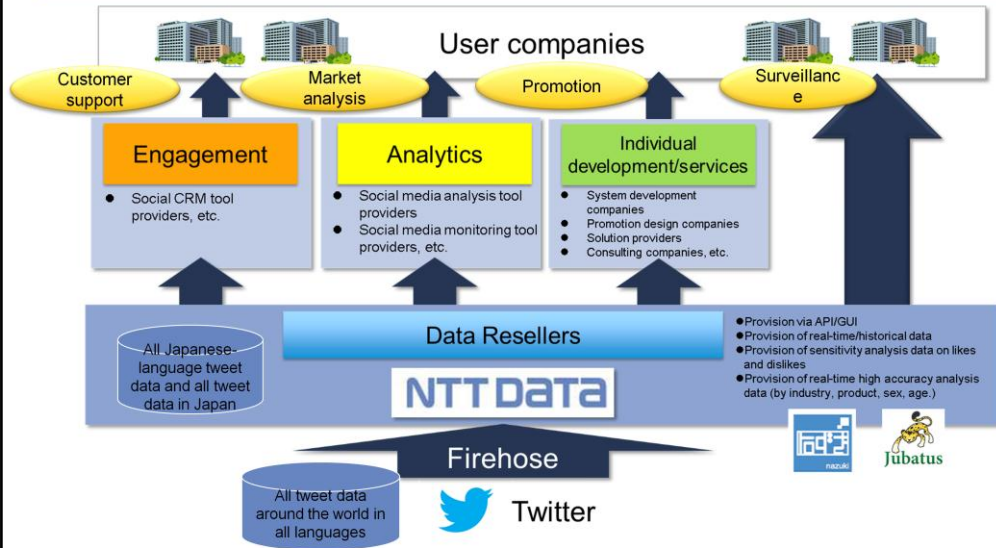 User companies
Customer
support
Market
analysis
Promotion
Surveillanc
e
Engagement
● Social CRM tool
providers, etc.
Analytics
● Social media analysis tool
providers
● Social media monitoring tool
providers, etc.
Individual
development/services
● System development
companies
● Promotion design companies
● Solution providers
● Consulting companies, etc.
All Japanese-
language tweet
data and all tweet
data in Japan
Data Resellers
NTT DATA
●Provision via API/GUI
●Provision of real-time/historical data
●Provision of sensitivity analysis data on likes
and dislikes
●Provision of real-time high accuracy analysis
data (by industry, product, sex, age.)
nazuki
Jubatus
Firehose
All tweet data
around the world in
all languages
Twitter